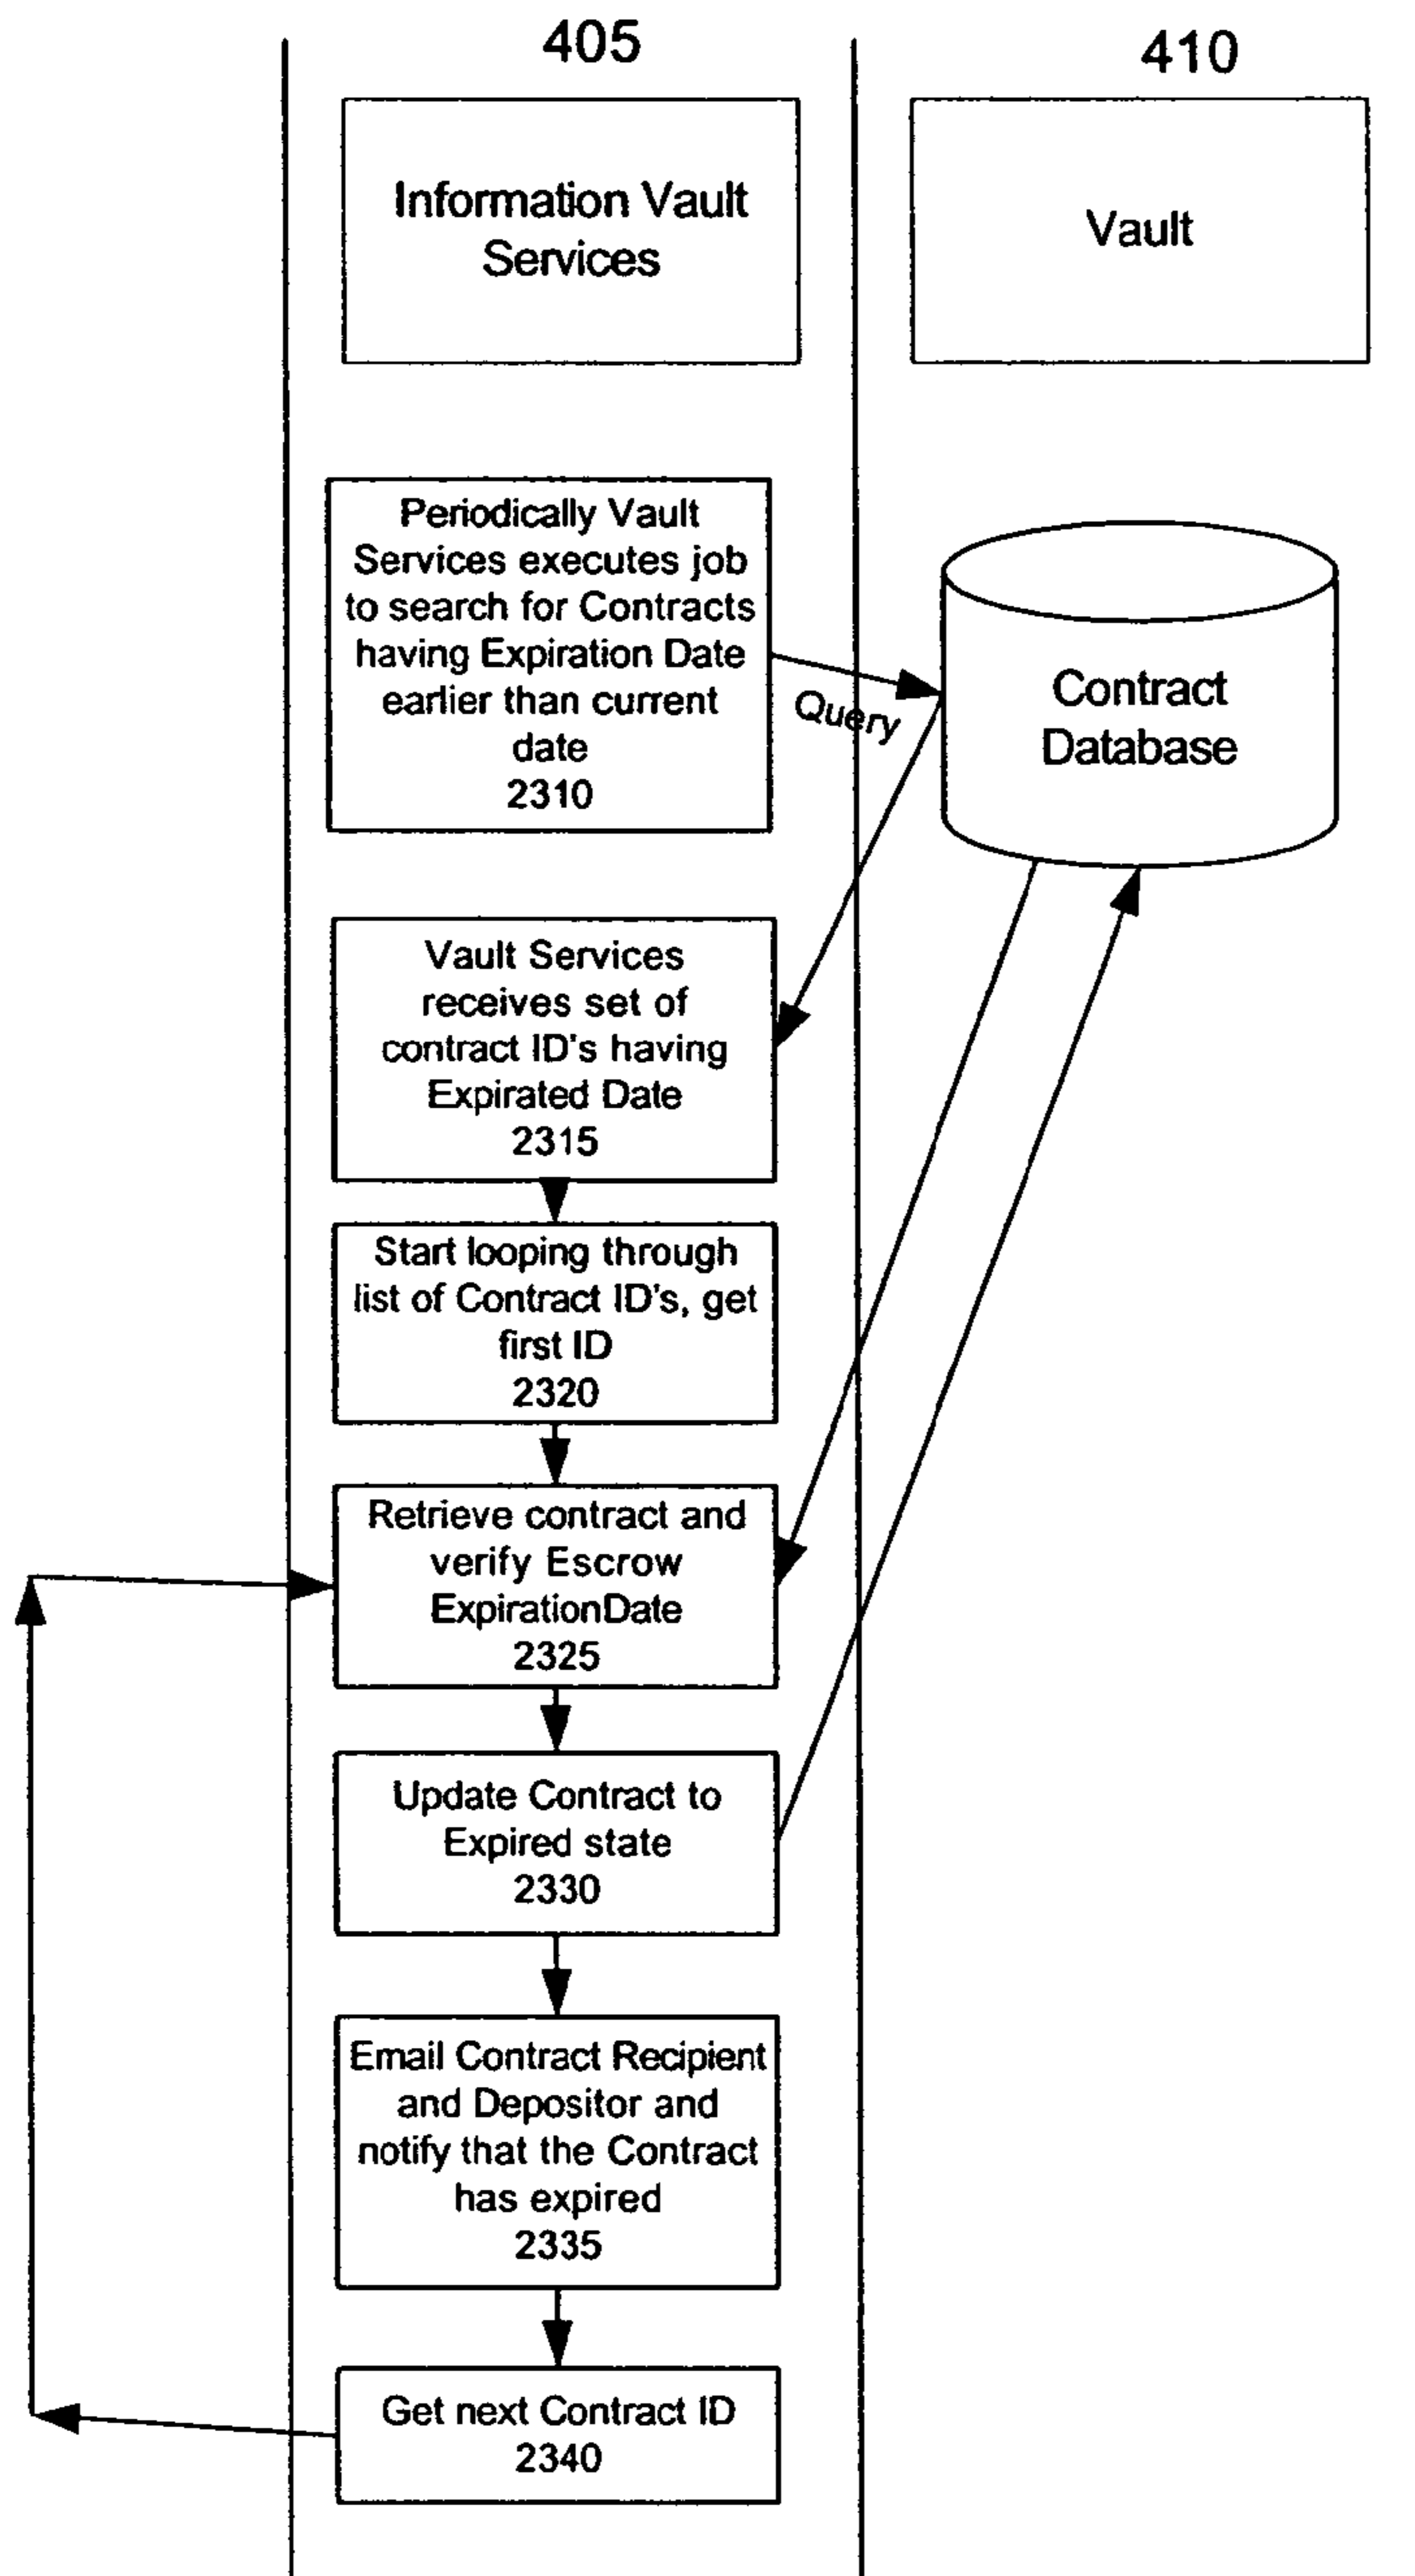 405
410
Information Vault
Services
Vault
Periodically Vault
Services executes job
to search for Contracts
having Expiration Date
earlier than current
date
2310
Query
Contract
Database
Vault Services
receives set of
contract ID's having
Expirated Date
2315
Start looping through
list of Contract ID's, get
first ID
2320
Retrieve contract and
verify Escrow
ExpirationDate
2325
Update Contract to
Expired state
2330
Email Contract Recipient
and Depositor and
notify that the Contract
has expired
2335
Get next Contract ID
2340